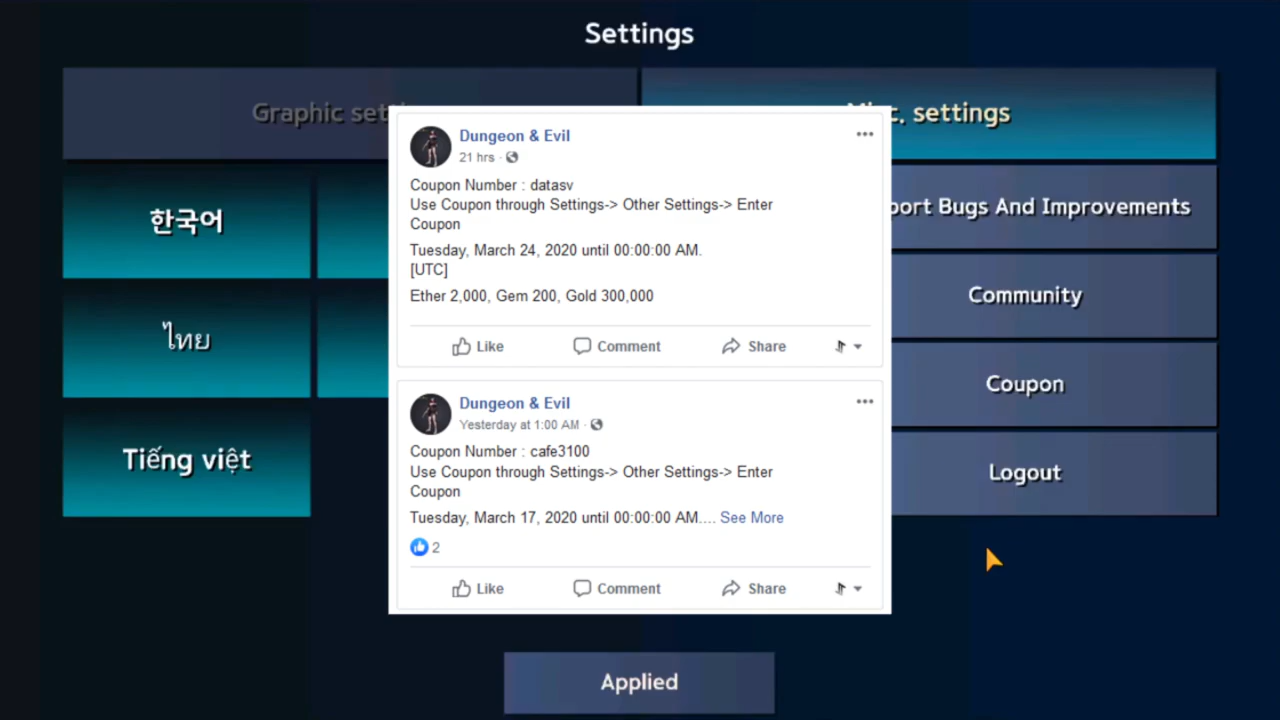 Settings
Graphic
settings
Dungeon & Evil
21 hrs
Coupon Number : datasv
Use Coupon through Settings-> Other Settings-> Enter
Coupon
Tuesday, March 24, 2020 until 00:00:00 AM.
[UTC]
Ether 2,000, Gem 200, Gold 300,000
Like Comment Share
Dungeon & Evil
Yesterday at 1:00 AM
Coupon Number : cafe3100
Use Coupon through Settings-> Other Settings-> Enter
Coupon
Tuesday, March 17, 2020 until 00:00:00 AM.... See More
2
Like Comment Share
한국어
ไทย
Tiếng việt
Bugs And Improvements
Community
Coupon
Logout
Applied